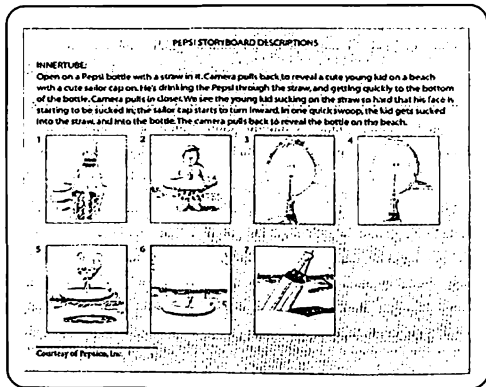 PEPSI STORYBOARD DESCRIPTIONS
INNERTUBE:
Open on a Pepsi bottle with a straw in it. Camera pulls back to reveal a cute young kid on a beach
with a cute sailor cap on. He's drinking the Pepsi through the straw, and getting quickly to the bottom
of the bottle. Camera pulls in closer. We see the young kid sucking on the straw so hard that his face is
starting to be sucked in; the sailor cap starts to turn inward. In one quick swoop, the kid gets sucked
into the straw, and into the bottle. The camera pulls back to reveal the bottle on the beach.
1 2 3 4
5 6 7
Courtesy of Pepsico, Inc.